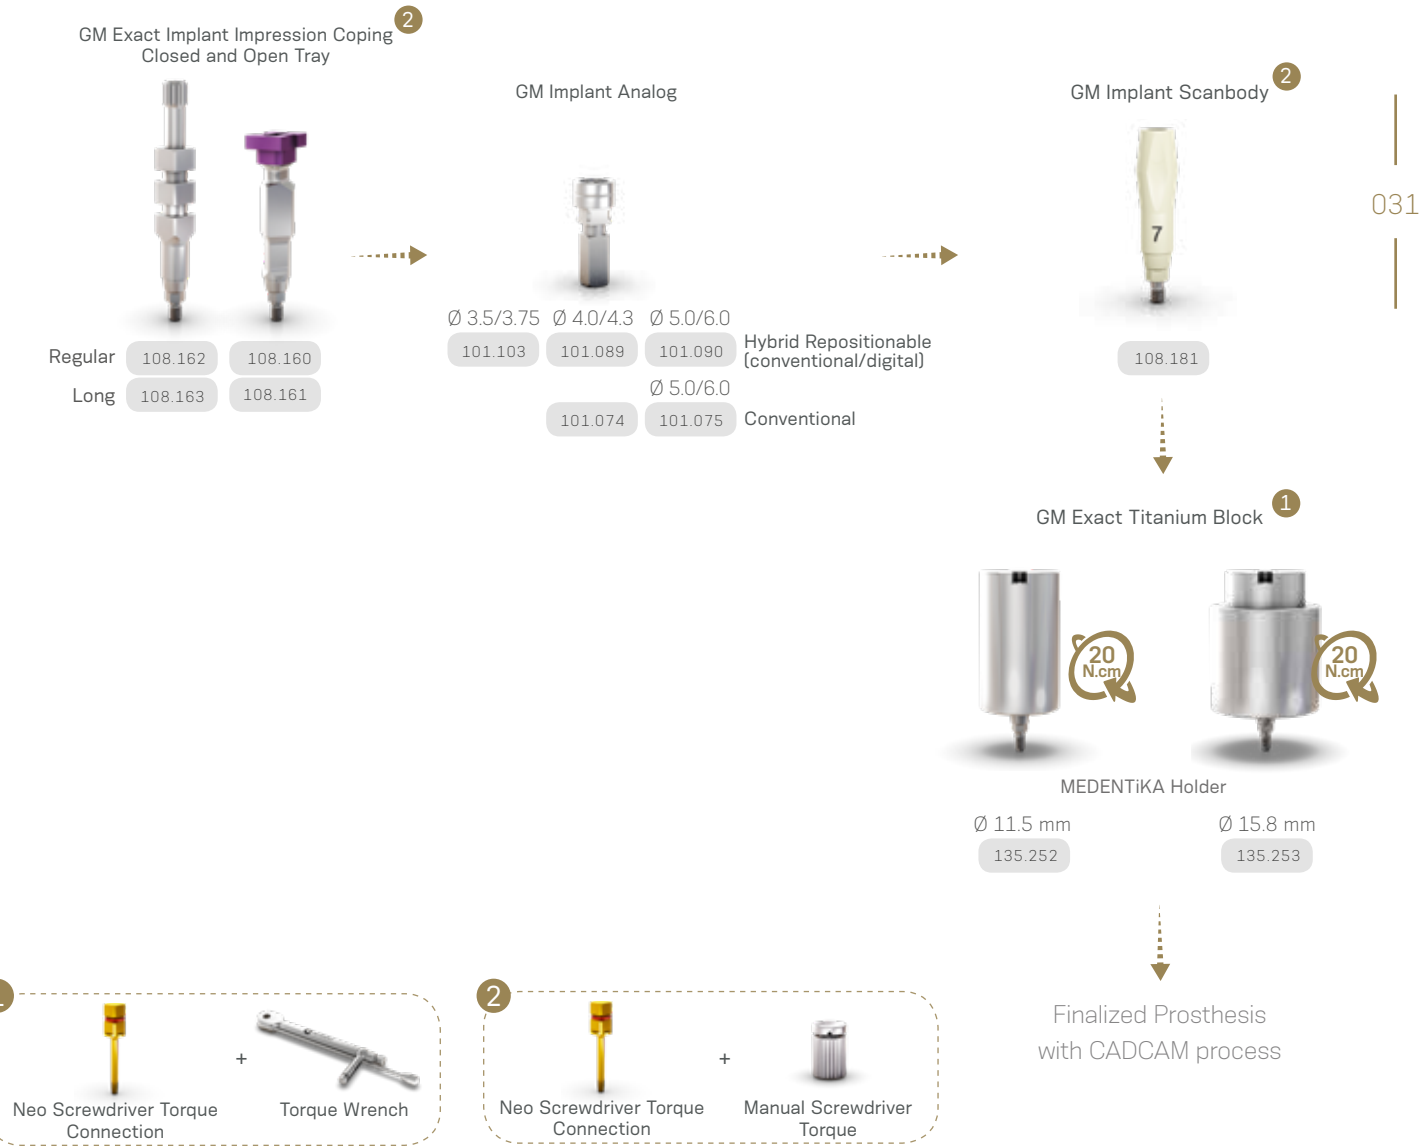 GM Exact Implant Impression Coping 2
Closed and Open Tray
GM Implant Analog
GM Implant Scanbody 2
7
031
Ø 3.5/3.75 Ø 4.0/4.3 Ø 5.0/6.0
Regular 108.162 108.160
101.103 101.089 101.090 Hybrid Repositionable
(conventional/digital)
108.181
Long 108.163 108.161
Ø 5.0/6.0
101.074 101.075 Conventional
GM Exact Titanium Block 1
20
N.cm
20
N.cm
MEDENTiKA Holder
Ø 11.5 mm Ø 15.8 mm
135.252 135.253
Finalized Prosthesis
with CADCAM process
1
+
Neo Screwdriver Torque
Connection
Torque Wrench
2
+
Neo Screwdriver Torque
Connection
Manual Screwdriver
Torque